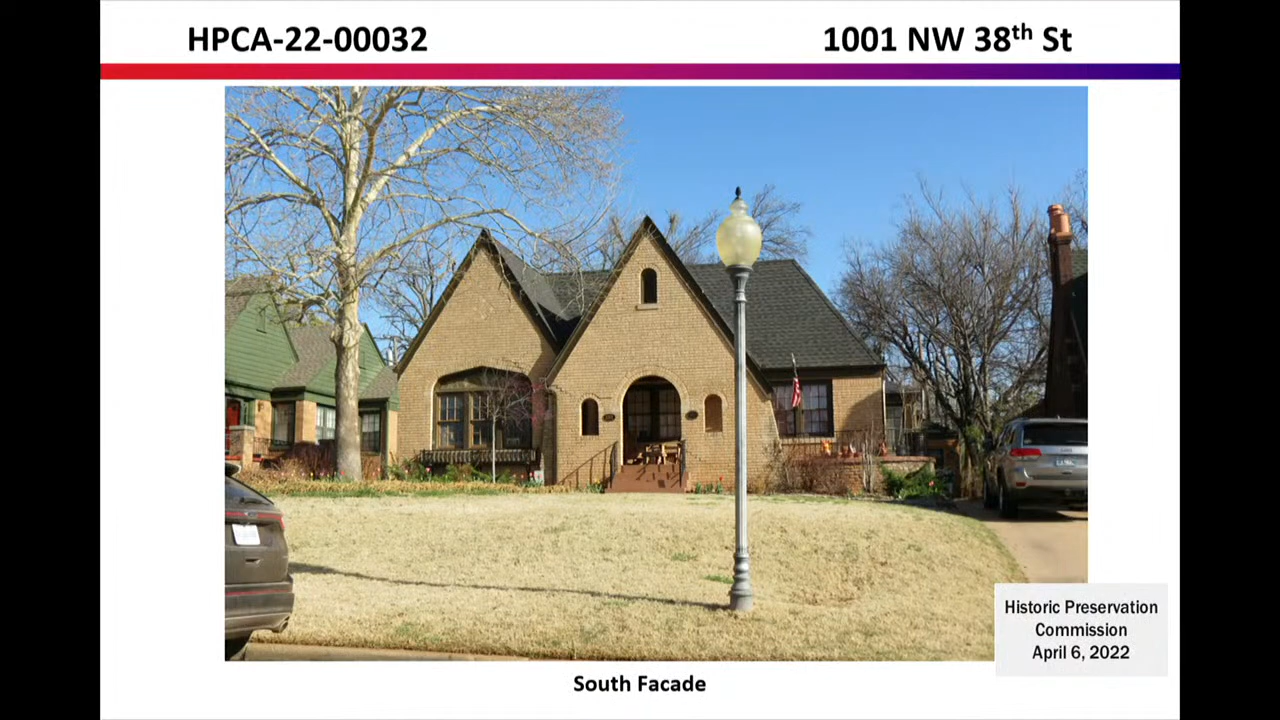 HPCA-22-00032
1001 NW 38th St
Historic Preservation
Commission
April 6, 2022
South Facade